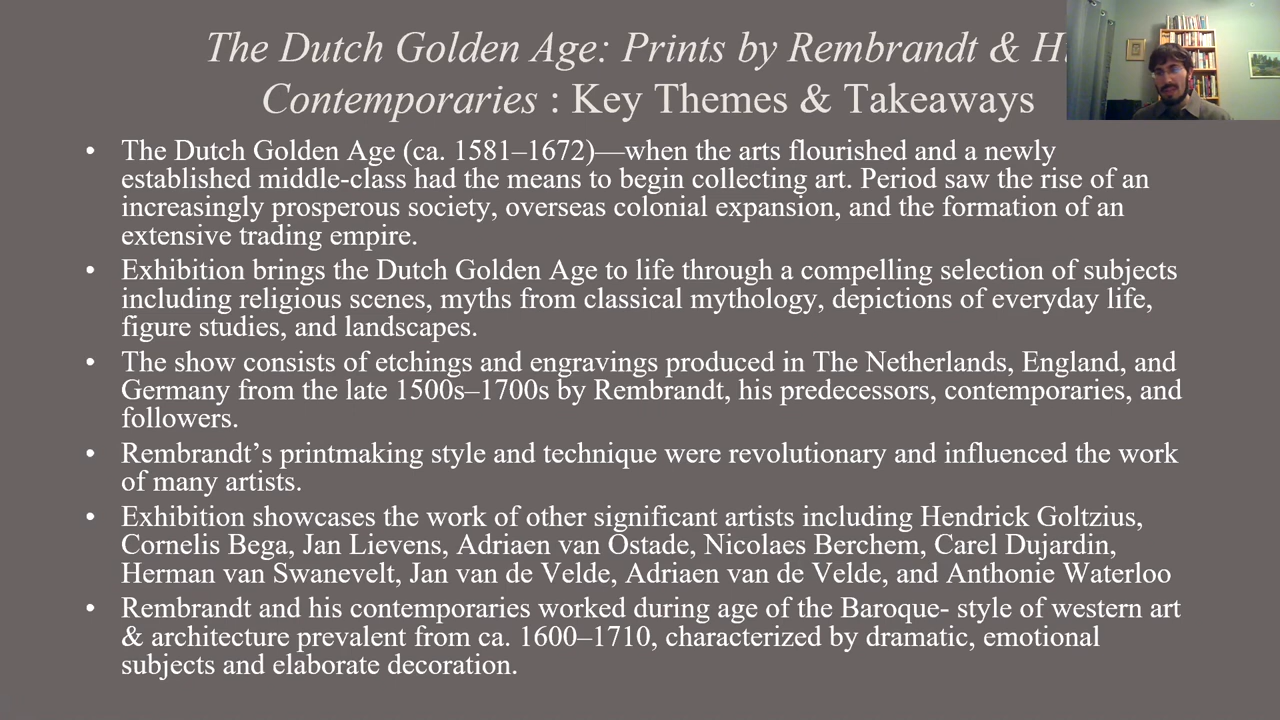 The Dutch Golden Age: Prints by Rembrandt &
Contemporaries : Key Themes & Takeaways
• The Dutch Golden Age (ca. 1581–1672)—when the arts flourished and a newly
established middle-class had the means to begin collecting art. Period saw the rise of an
increasingly prosperous society, overseas colonial expansion, and the formation of an
extensive trading empire.
• Exhibition brings the Dutch Golden Age to life through a compelling selection of subjects
including religious scenes, myths from classical mythology, depictions of everyday life,
figure studies, and landscapes.
• The show consists of etchings and engravings produced in The Netherlands, England, and
Germany from the late 1500s–1700s by Rembrandt, his predecessors, contemporaries, and
followers.
• Rembrandt’s printmaking style and technique were revolutionary and influenced the work
of many artists.
• Exhibition showcases the work of other significant artists including Hendrick Goltzius,
Cornelis Bega, Jan Lievens, Adriaen van Ostade, Nicolaes Berchem, Carel Dujardin,
Herman van Swanevelt, Jan van de Velde, Adriaen van de Velde, and Anthonie Waterloo
• Rembrandt and his contemporaries worked during age of the Baroque- style of western art
& architecture prevalent from ca. 1600–1710, characterized by dramatic, emotional
subjects and elaborate decoration.